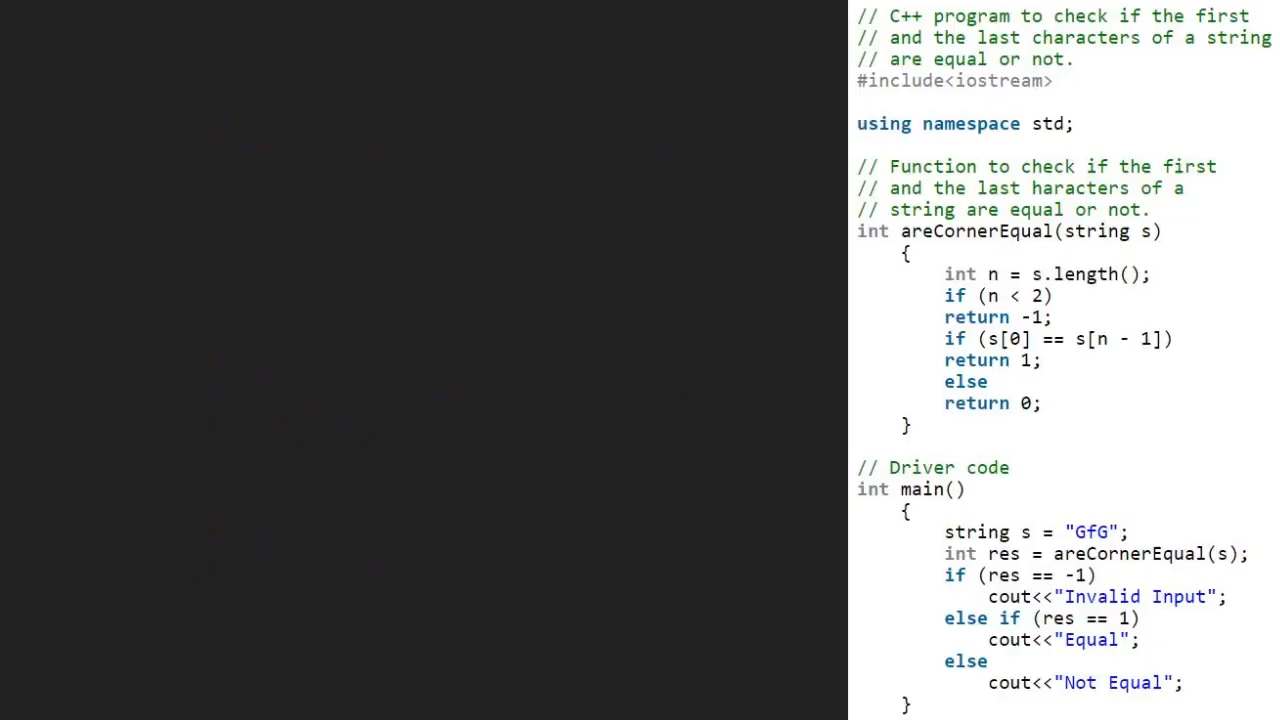 // C++ program to check if the first
// and the last characters of a string
// are equal or not.
#include<iostream>
using namespace std;
// Function to check if the first
// and the last haracters of a
// string are equal or not.
int areCornerEqual(string s)
{
int n = s.length();
if (n < 2)
return -1;
if (s[0] == s[n - 1])
return 1;
else
return 0;
}
// Driver code
int main()
{
string s = "GfG";
int res = areCornerEqual(s);
if (res == -1)
cout<<"Invalid Input";
else if (res == 1)
cout<<"Equal";
else
cout<<"Not Equal";
}